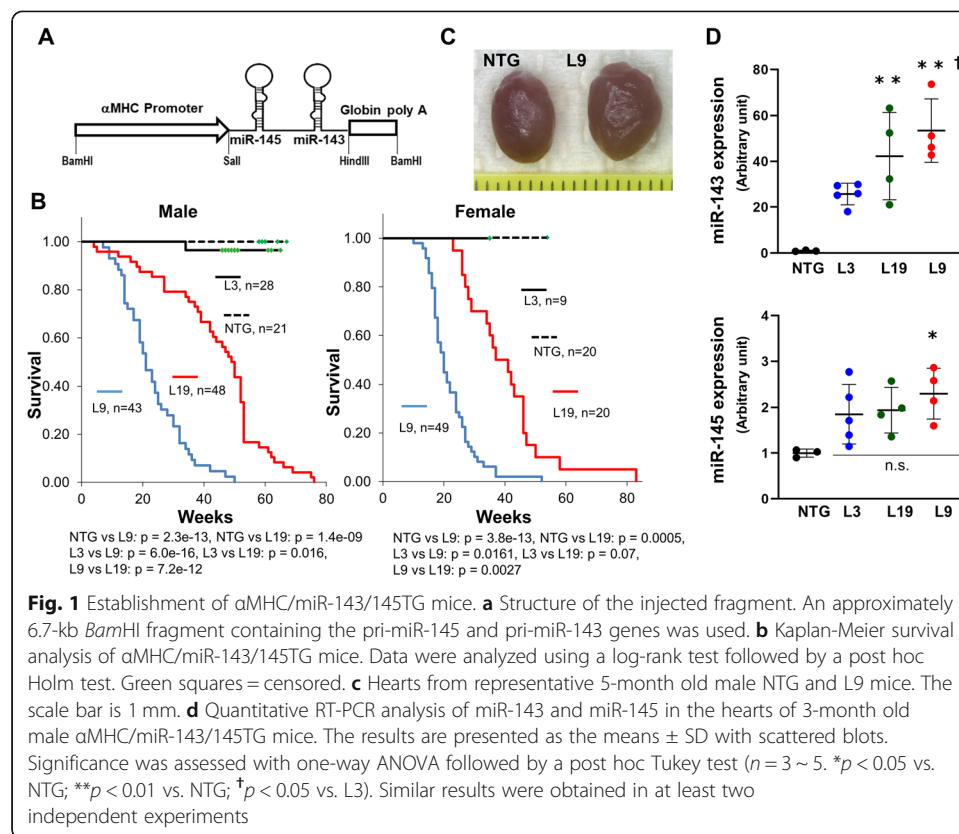 A
αMHC Promoter
Globin poly A
miR-145
miR-143
BamHI
SalI
HindIII
BamHI
B
Male
Survival
1.00
0.80
0.60
0.40
0.20
0.00
0
20
40
60
80
Weeks
L3, n=28
NTG, n=21
L19, n=48
L9, n=43
NTG vs L9: p = 2.3e-13, NTG vs L19: p = 1.4e-09
L3 vs L9: p = 6.0e-16, L3 vs L19: p = 0.016,
L9 vs L19: p = 7.2e-12
Female
Survival
1.00
0.80
0.60
0.40
0.20
0.00
0
20
40
60
80
Weeks
L3, n=9
NTG, n=20
L19, n=20
L9, n=49
NTG vs L9: p = 3.8e-13, NTG vs L19: p = 0.0005,
L3 vs L9: p = 0.0161, L3 vs L19: p = 0.07,
L9 vs L19: p = 0.0027
C
NTG
L9
D
miR-143 expression
(Arbitrary unit)
80
60
40
20
0
**
** †
NTG
L3
L19
L9
miR-145 expression
(Arbitrary unit)
4
3
2
1
0
*
n.s.
NTG
L3
L19
L9
Fig. 1 Establishment of αMHC/miR-143/145TG mice. a Structure of the injected fragment. An approximately
6.7-kb BamHI fragment containing the pri-miR-145 and pri-miR-143 genes was used. b Kaplan-Meier survival
analysis of αMHC/miR-143/145TG mice. Data were analyzed using a log-rank test followed by a post hoc
Holm test. Green squares = censored. c Hearts from representative 5-month old male NTG and L9 mice. The
scale bar is 1 mm. d Quantitative RT-PCR analysis of miR-143 and miR-145 in the hearts of 3-month old
male αMHC/miR-143/145TG mice. The results are presented as the means ± SD with scattered blots.
Significance was assessed with one-way ANOVA followed by a post hoc Tukey test (n = 3 ~ 5. *p < 0.05 vs.
NTG; **p < 0.01 vs. NTG; †p < 0.05 vs. L3). Similar results were obtained in at least two
independent experiments